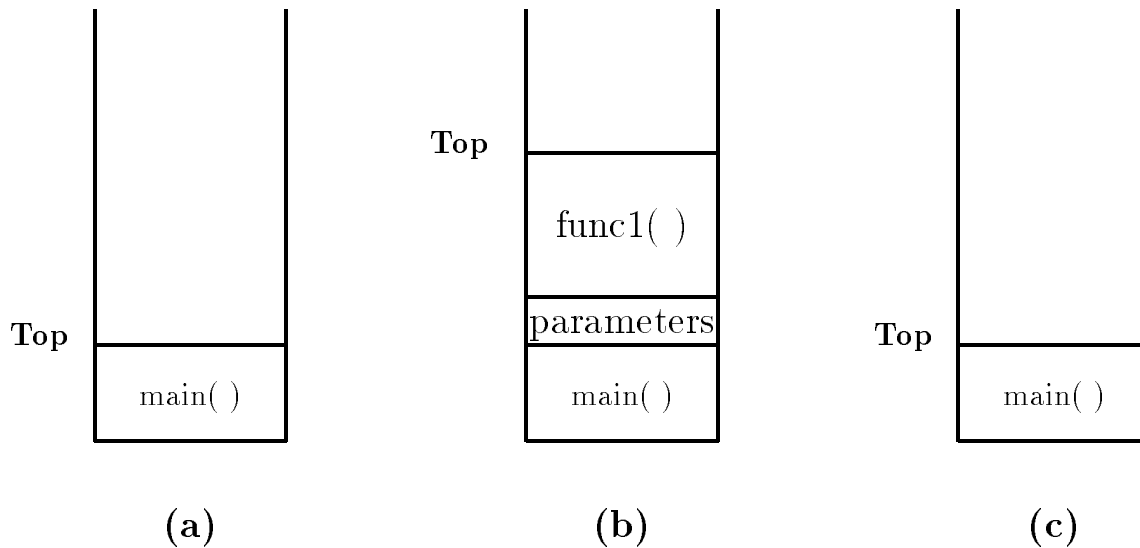 Top
func1( )
parameters
Top
Top
main( )
main( )
main( )
(a)
(b)
(c)